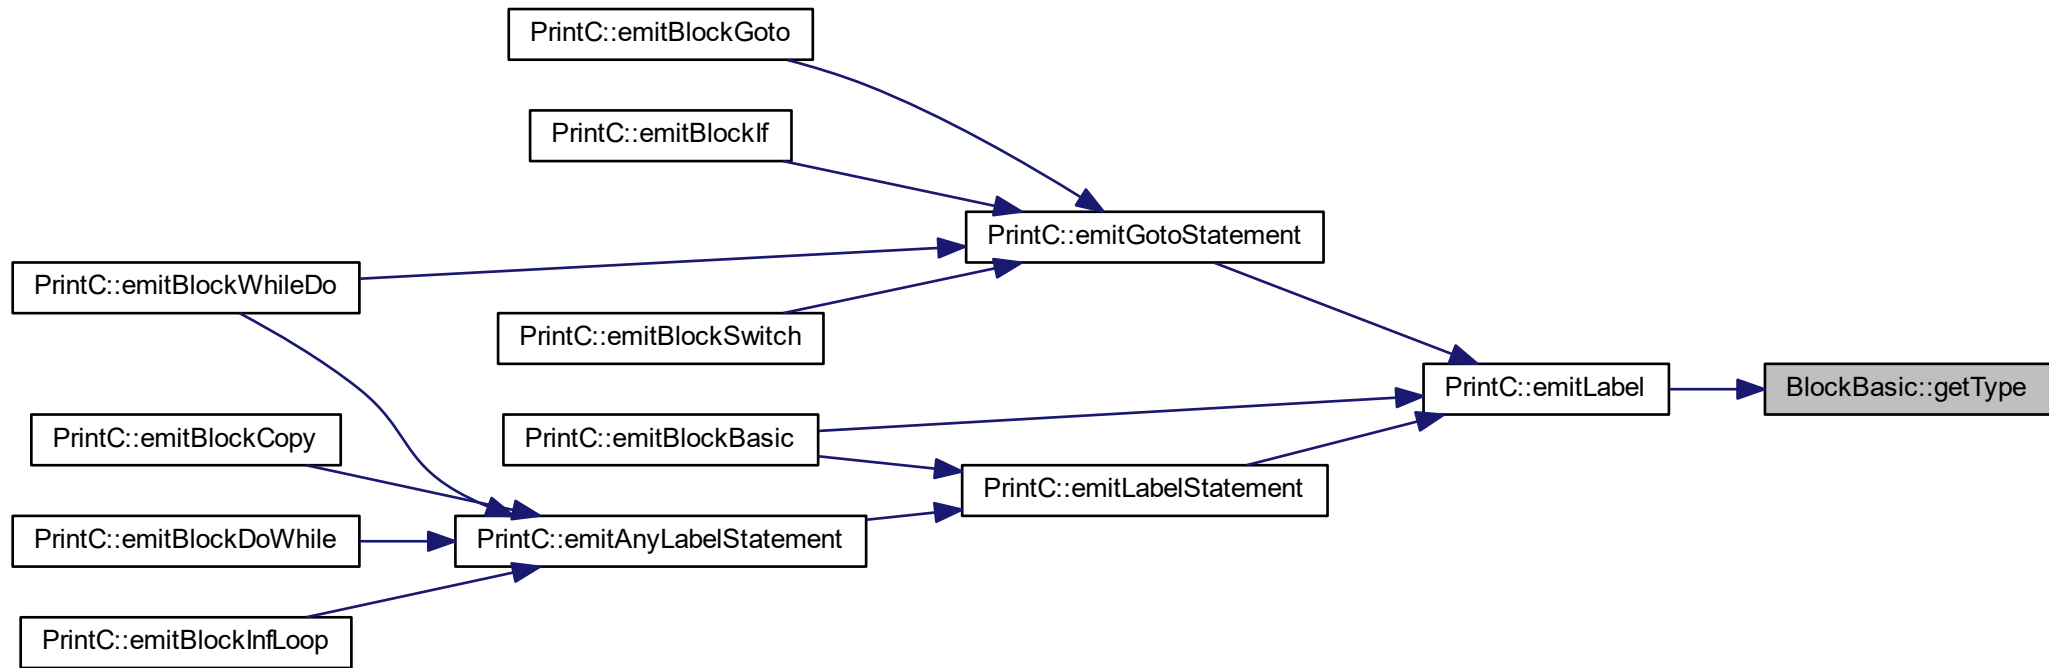 PrintC::emitBlockGoto
PrintC::emitBlockIf
PrintC::emitGotoStatement
PrintC::emitBlockWhileDo
PrintC::emitBlockSwitch
PrintC::emitLabel
BlockBasic::getType
PrintC::emitBlockCopy
PrintC::emitBlockBasic
PrintC::emitLabelStatement
PrintC::emitBlockDoWhile
PrintC::emitAnyLabelStatement
PrintC::emitBlockInfLoop